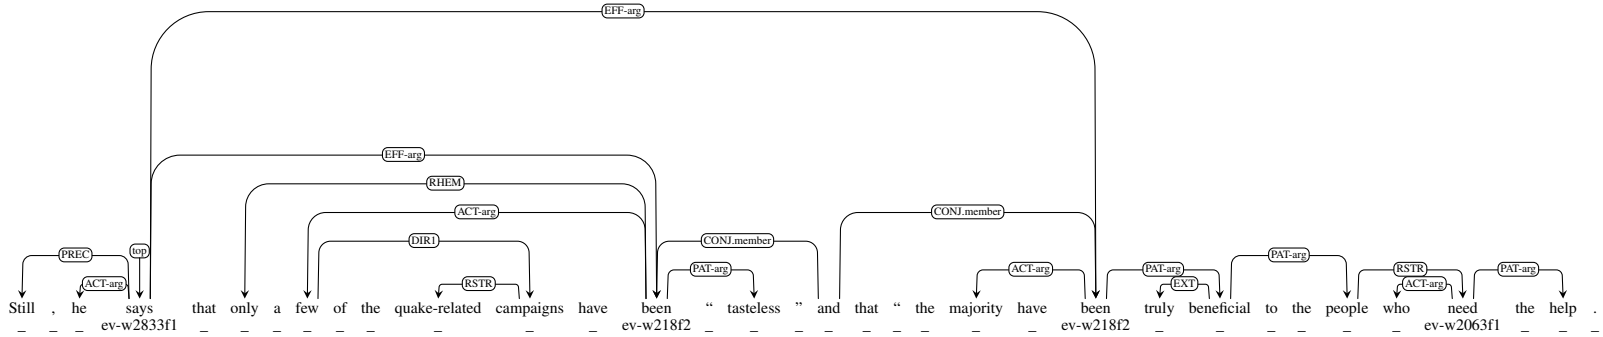 EFF-arg
EFF-arg
RHEM
ACT-arg CONJ.member
DIR1 CONJ.member
PREC top PAT-arg
PAT-arg ACT-arg PAT-arg RSTR PAT-arg
ACT-arg RSTR EXT ACT-arg
Still , he says that only a few of the quake-related campaigns have been “ tasteless ” and that “ the majority have been truly beneficial to the people who need the help .
_ _ _ ev-w2833f1 _ _ _ _ _ _ _ _ _ ev-w218f2 _ _ _ _ _ _ _ _ _ ev-w218f2 _ _ _ _ _ _ ev-w2063f1 _ _ _